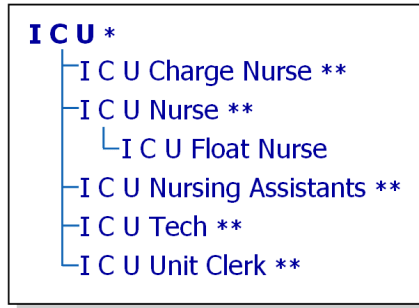 I C U *
I C U Charge Nurse **
I C U Nurse **
I C U Float Nurse
I C U Nursing Assistants **
I C U Tech **
I C U Unit Clerk **